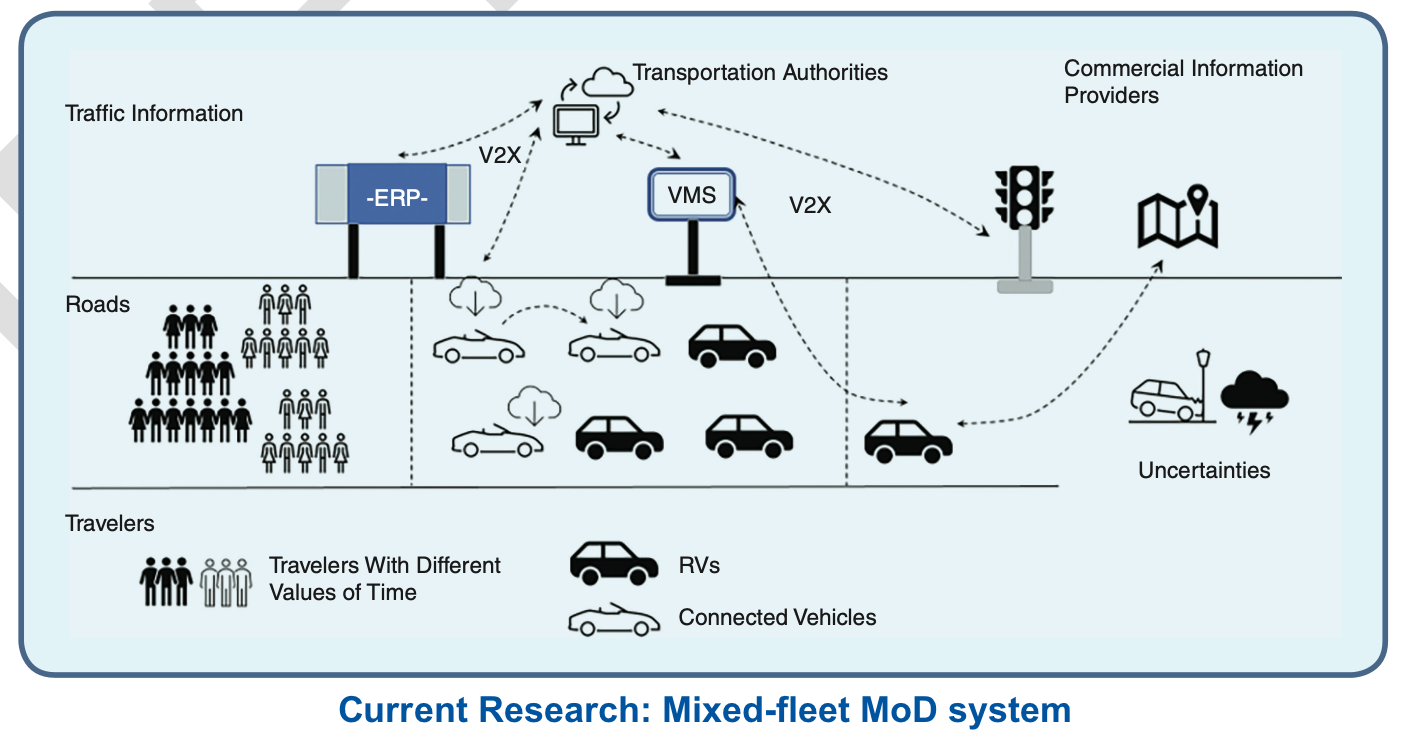 Transportation Authorities
Commercial Information
Providers
Traffic Information
V2X
-ERP-
VMS
V2X
Roads
Uncertainties
Travelers
Travelers With Different
Values of Time
RVs
Connected Vehicles
Current Research: Mixed-fleet MoD system